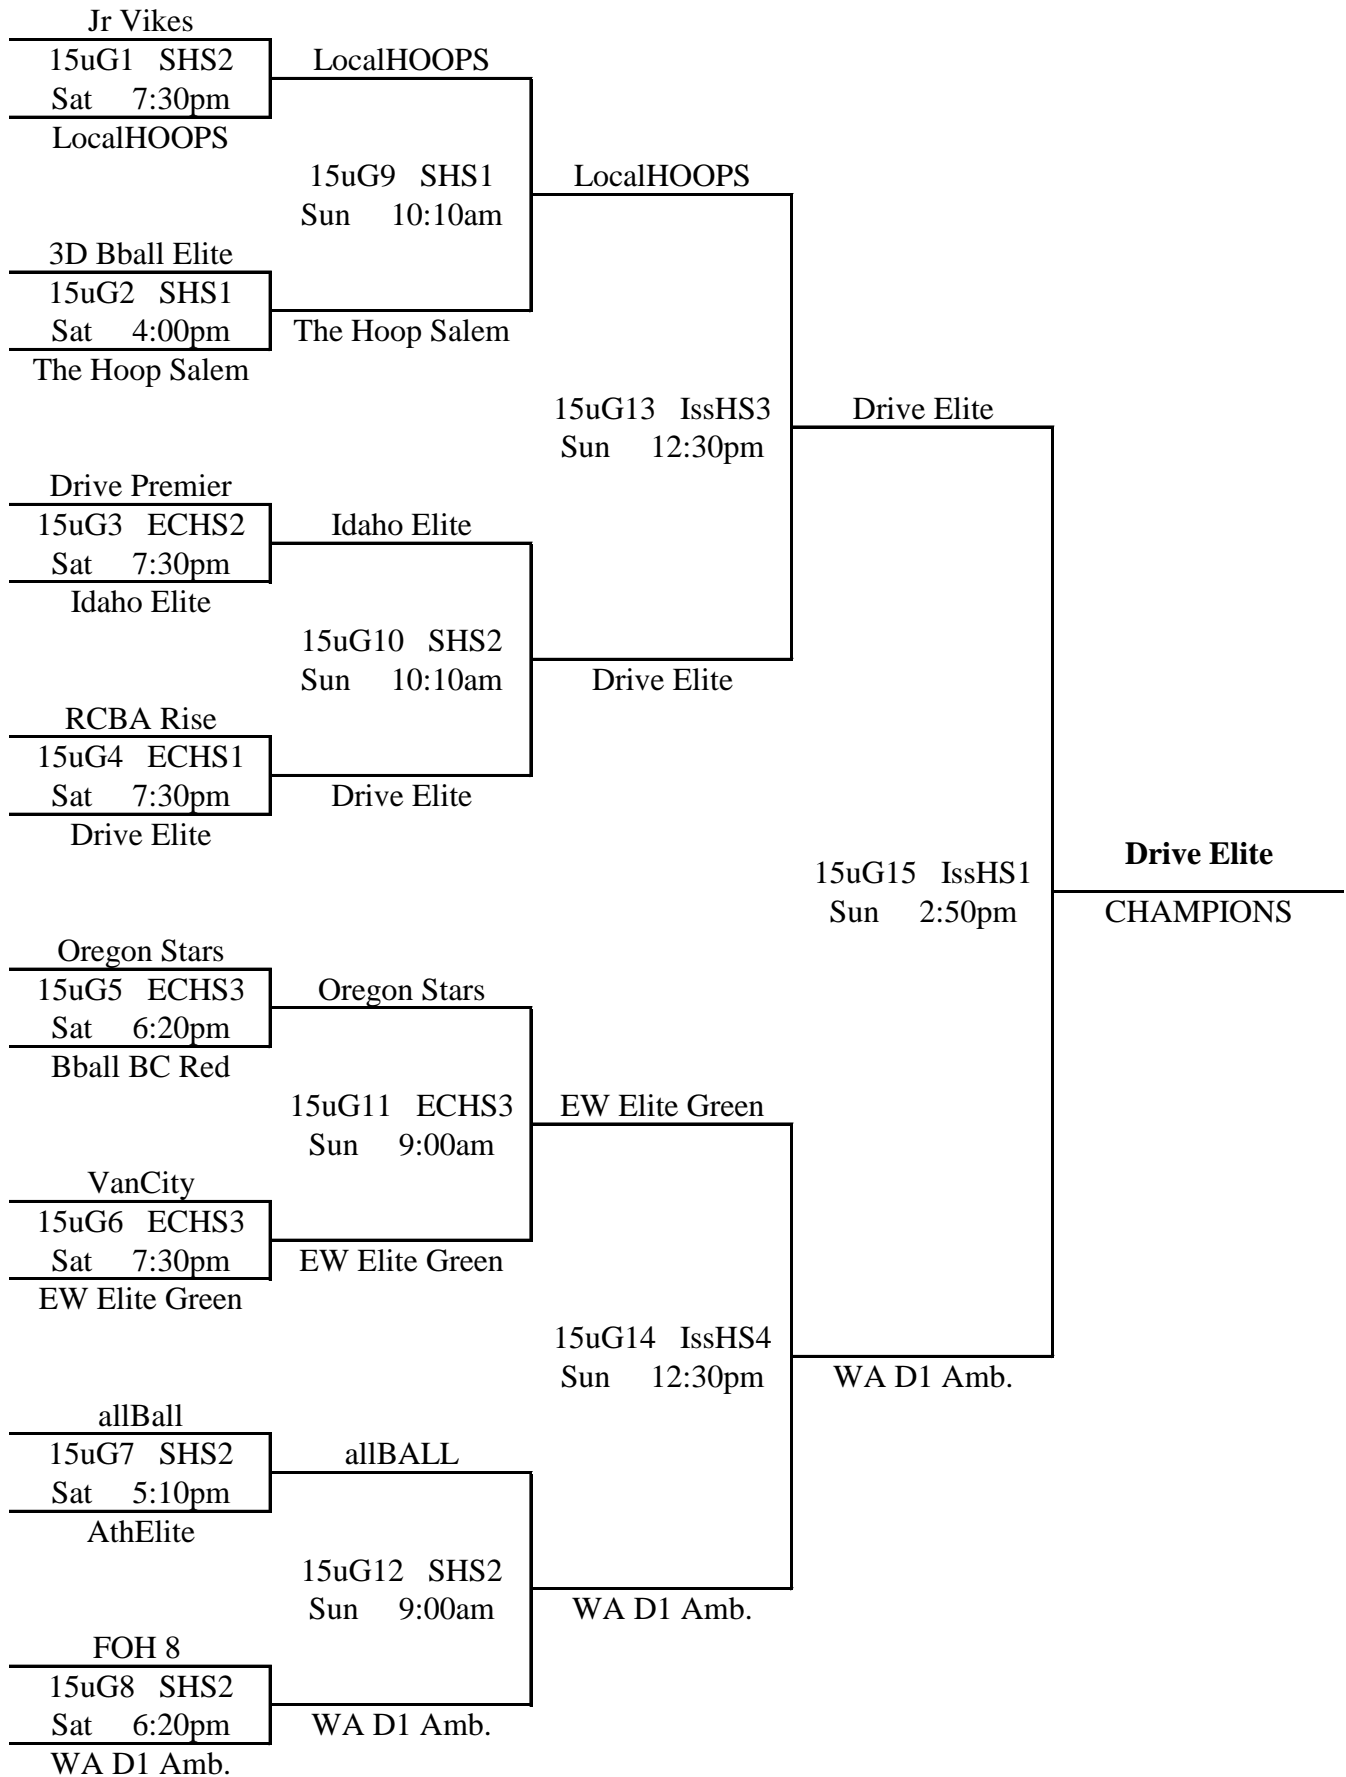 Jr Vikes
15uG1 SHS2
Sat 7:30pm
LocalHOOPS
LocalHOOPS
15uG9 SHS1
Sun 10:10am
LocalHOOPS
3D Bball Elite
15uG2 SHS1
Sat 4:00pm
The Hoop Salem
The Hoop Salem
15uG13 IssHS3
Sun 12:30pm
Drive Elite
Drive Premier
15uG3 ECHS2
Sat 7:30pm
Idaho Elite
Idaho Elite
15uG10 SHS2
Sun 10:10am
Drive Elite
RCBA Rise
15uG4 ECHS1
Sat 7:30pm
Drive Elite
Drive Elite
15uG15 IssHS1
Sun 2:50pm
Drive Elite
CHAMPIONS
Oregon Stars
15uG5 ECHS3
Sat 6:20pm
Bball BC Red
Oregon Stars
15uG11 ECHS3
Sun 9:00am
EW Elite Green
VanCity
15uG6 ECHS3
Sat 7:30pm
EW Elite Green
EW Elite Green
15uG14 IssHS4
Sun 12:30pm
WA D1 Amb.
allBall
15uG7 SHS2
Sat 5:10pm
AthElite
allBALL
15uG12 SHS2
Sun 9:00am
WA D1 Amb.
FOH 8
15uG8 SHS2
Sat 6:20pm
WA D1 Amb.
WA D1 Amb.